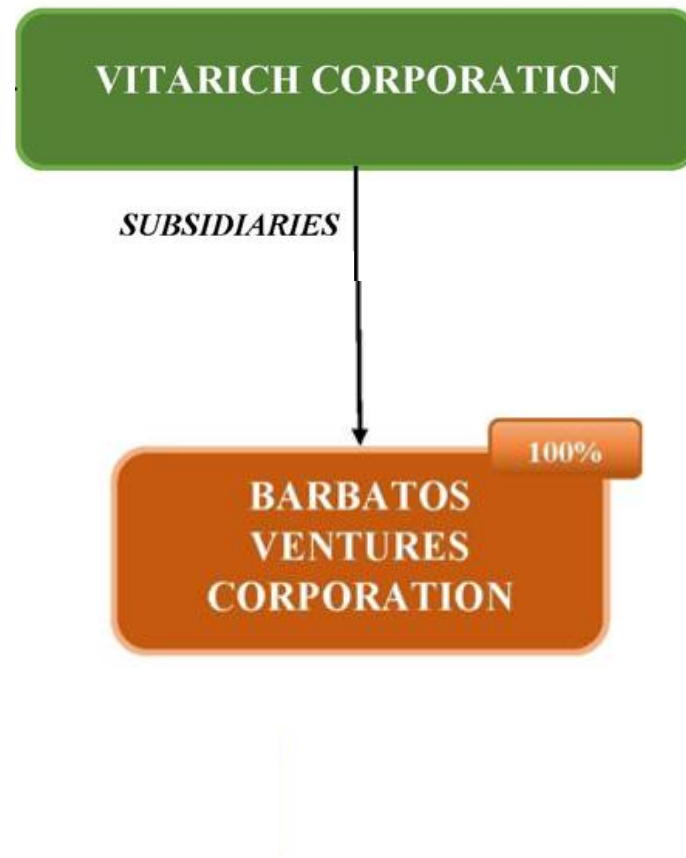 VITARICH CORPORATION
SUBSIDIARIES
100%
BARBATOS
VENTURES
CORPORATION